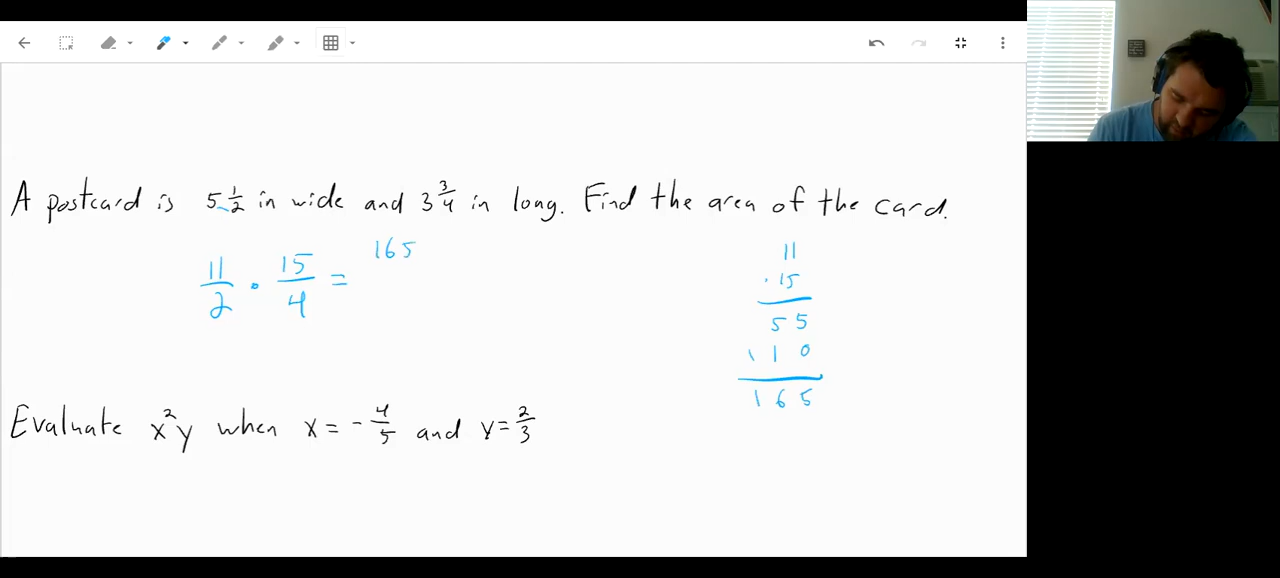 A postcard is 5 1/2 in wide and 3 3/4 in long. Find the area of the card.
11/2 · 15/4 = 165
11
· 15
55
110
165
Evaluate x²y when x = -4/5 and y = 2/3